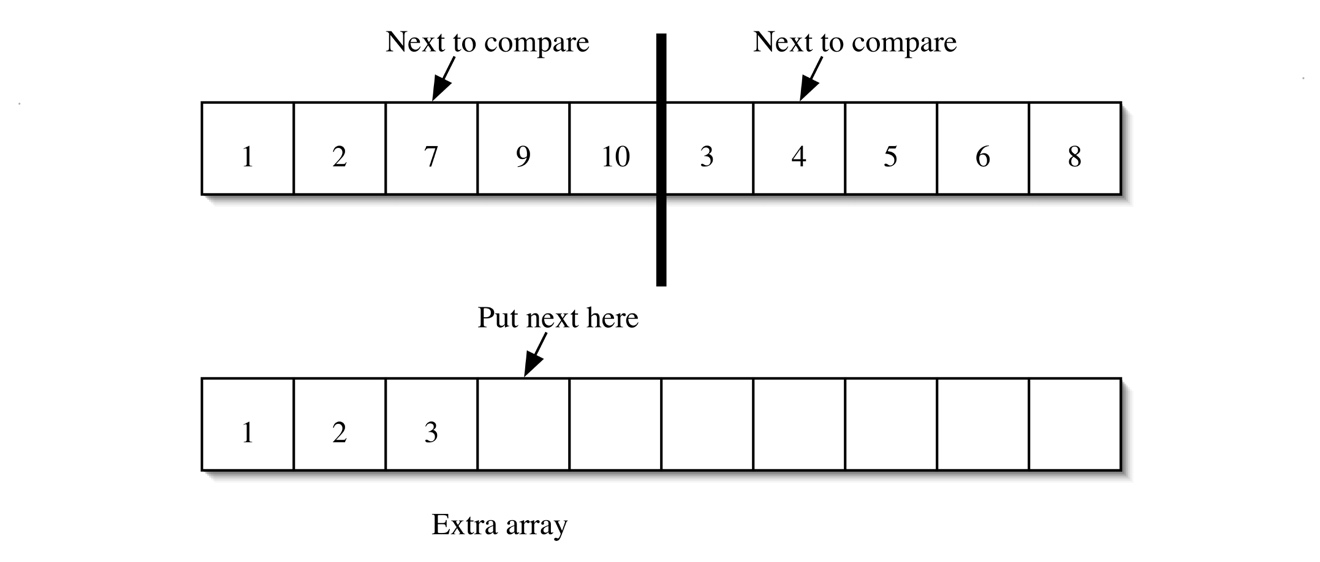 Next to compare Next to compare
1 2 7 9 10 3 4 5 6 8
Put next here
1 2 3
Extra array